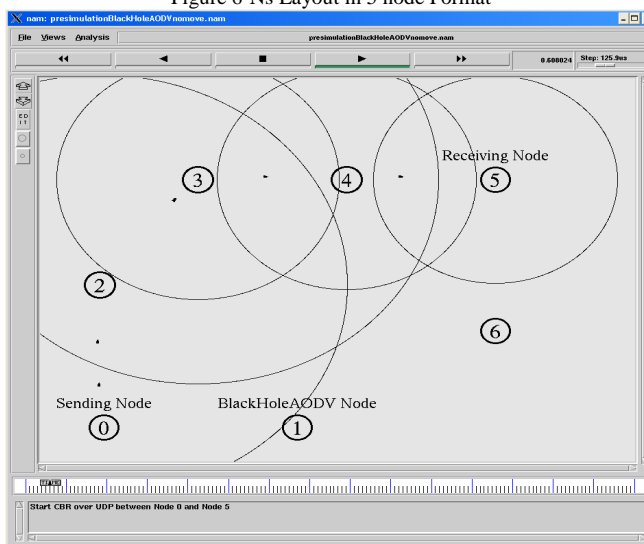 Figure 6 Ns Layout in 5 node Format
nam: presimulationBlackHoleAODVnomove.nam
File Views Analysis presimulationBlackHoleAODVnomove.nam
0.608024 Step: 125.9us
E D
I T
Receiving Node
3 4 5
2
6
Sending Node BlackHoleAODV Node
0 1
Start CBR over UDP between Node 0 and Node 5